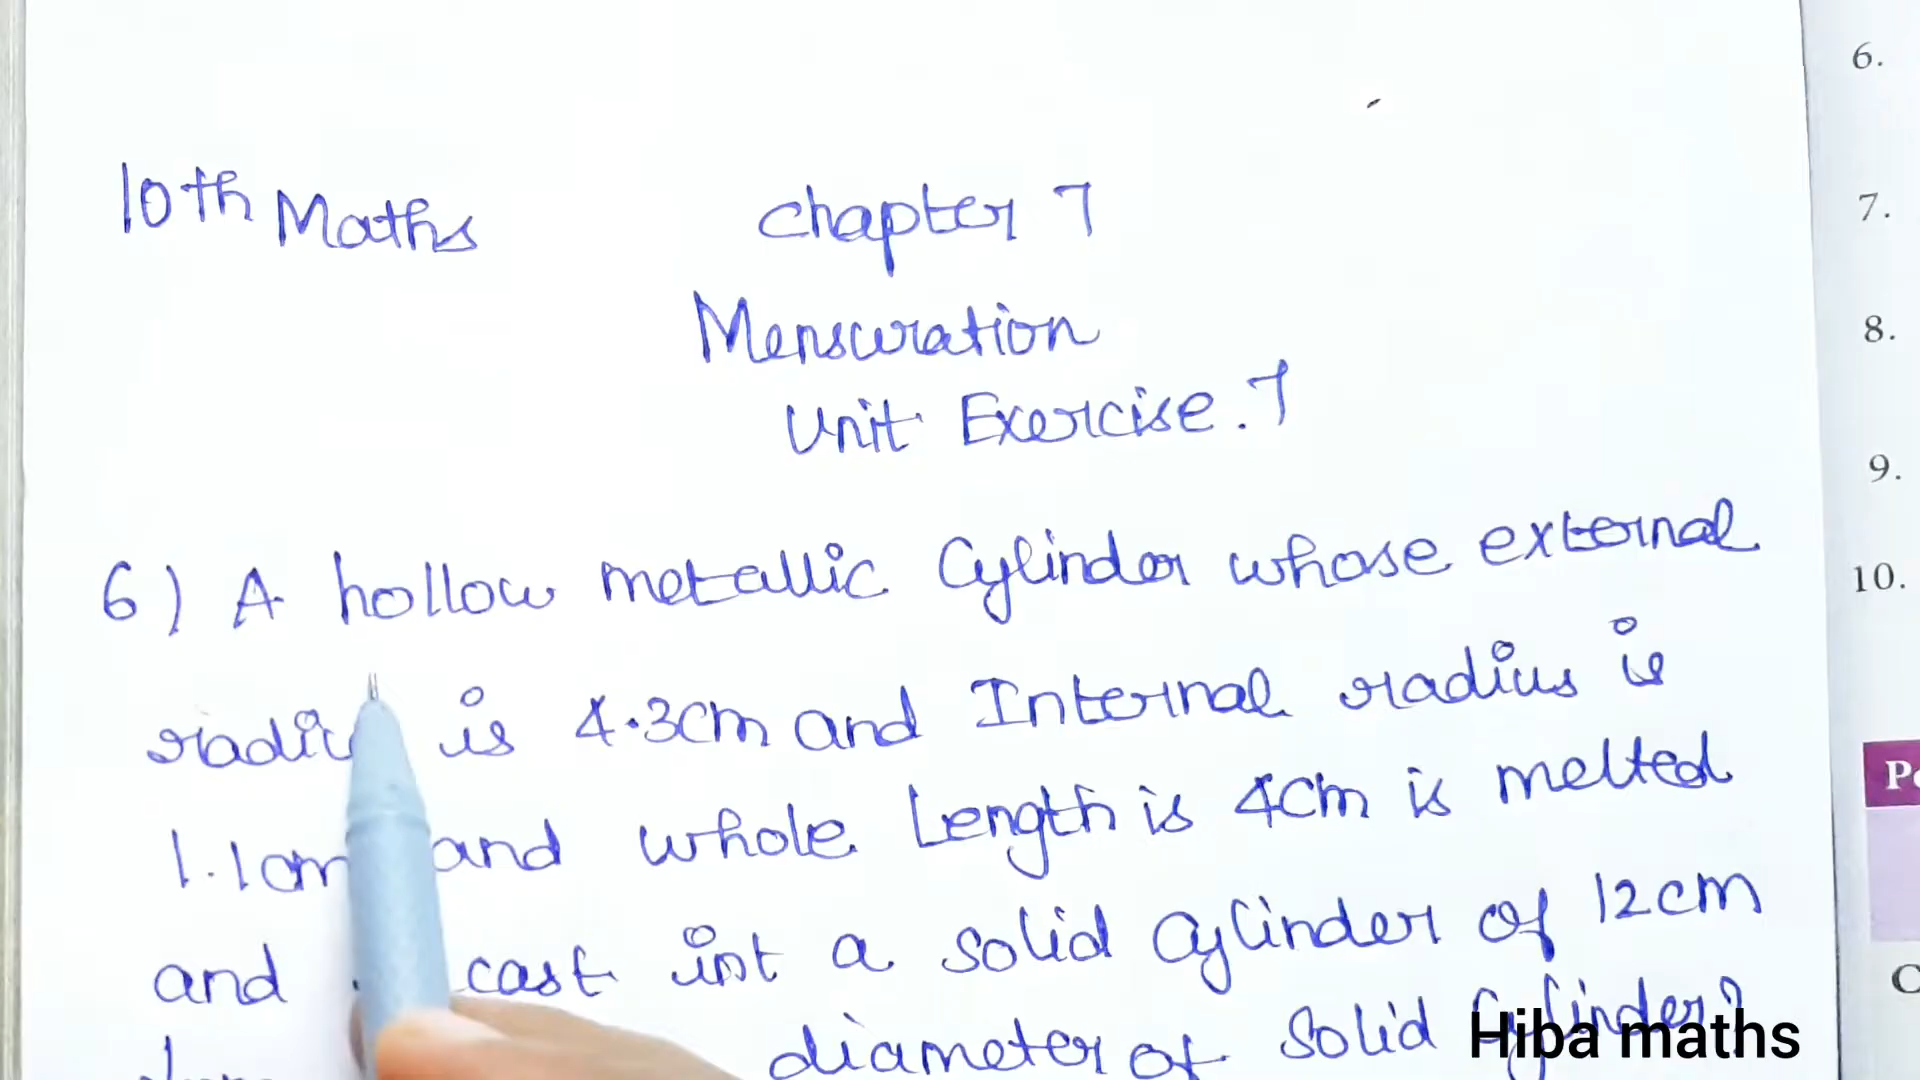 10th Maths
Chapter 7
Mensuration
Unit Exercise.7
6) A hollow metallic Cylinder whose external
is 4.3cm and Internal radius is
1.1cm and whole Length is 4cm is melted
and cast int a solid cylinder of 12cm
diameter of Solid Cylinder?
Hiba maths
6.
7.
8.
9.
10.